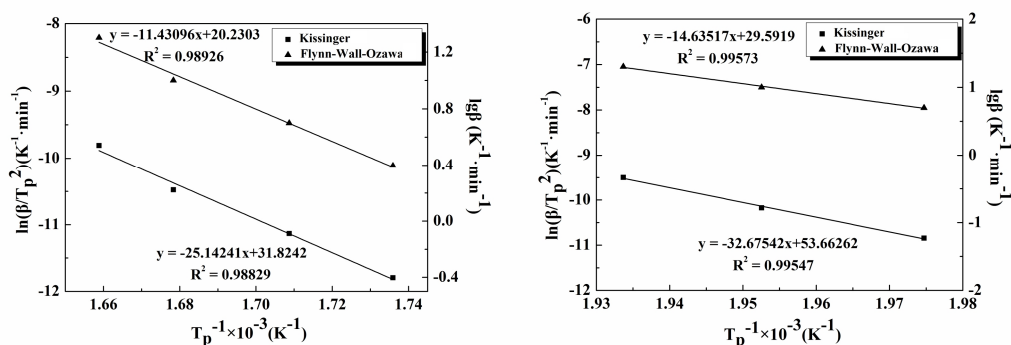 -8
-9
-10
-11
-12
ln(β/Tp²)(K⁻¹·min⁻¹)
y = -11.43096x+20.2303
R² = 0.98926
Kissinger
Flynn-Wall-Ozawa
y = -25.14241x+31.8242
R² = 0.98829
1.2
0.8
0.4
0.0
-0.4
lgβ (K⁻¹·min⁻¹)
1.66 1.68 1.70 1.72 1.74
Tp⁻¹×10⁻³(K⁻¹)
-5
-6
-7
-8
-9
-10
-11
-12
ln(β/Tp²)(K⁻¹·min⁻¹)
y = -14.63517x+29.5919
R² = 0.99573
Kissinger
Flynn-Wall-Ozawa
y = -32.67542+53.66262
R² = 0.99547
2
1
0
-1
-2
lgβ (K⁻¹·min⁻¹)
1.93 1.94 1.95 1.96 1.97 1.98
Tp⁻¹×10⁻³(K⁻¹)